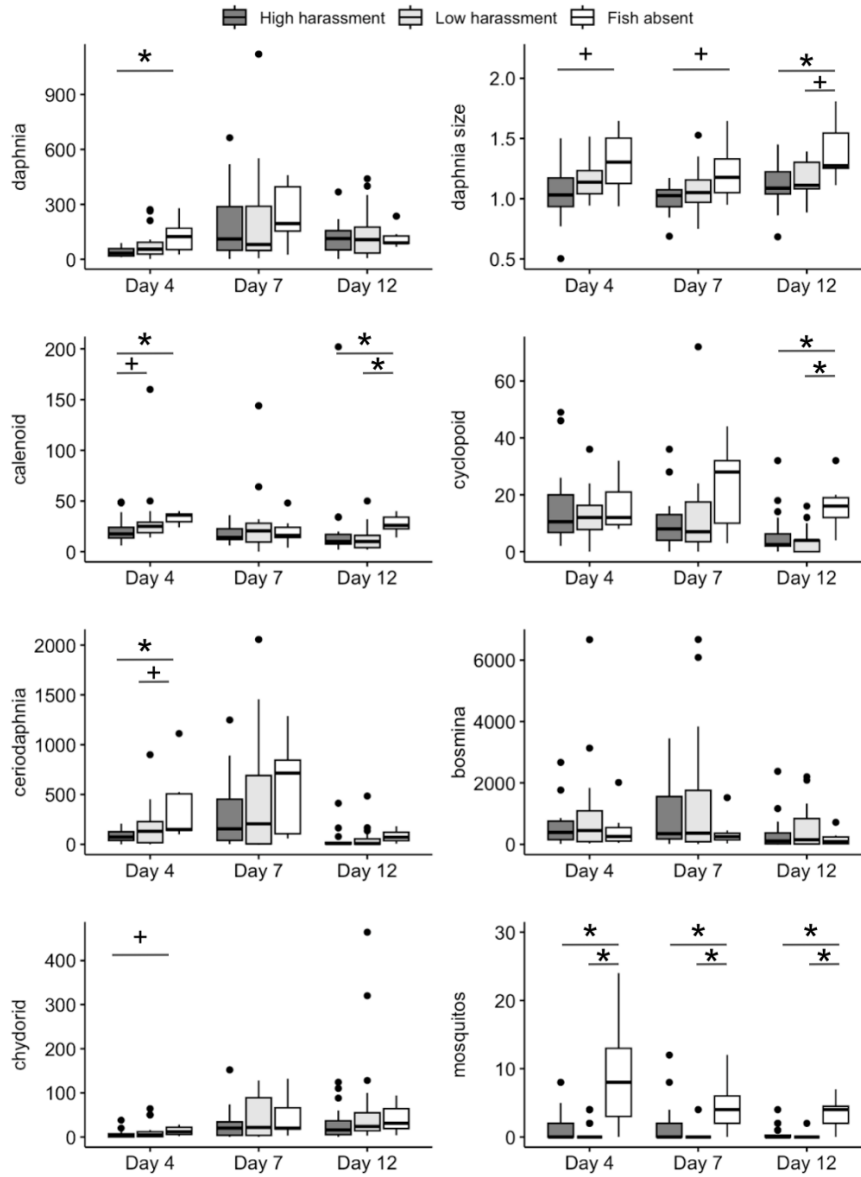 High harassment Low harassment Fish absent
daphnia
900
600
300
0
*
Day 4 Day 7 Day 12
daphnia size
2.0
1.5
1.0
0.5
+ + *
+
Day 4 Day 7 Day 12
calenoid
200
150
100
50
0
* *
+ *
Day 4 Day 7 Day 12
cyclopoid
60
40
20
0
*
*
Day 4 Day 7 Day 12
ceriodaphnia
2000
1500
1000
500
0
*
+
Day 4 Day 7 Day 12
bosmina
6000
4000
2000
0
Day 4 Day 7 Day 12
chydorid
400
300
200
100
0
+
Day 4 Day 7 Day 12
mosquitos
30
20
10
0
* * *
* * *
Day 4 Day 7 Day 12